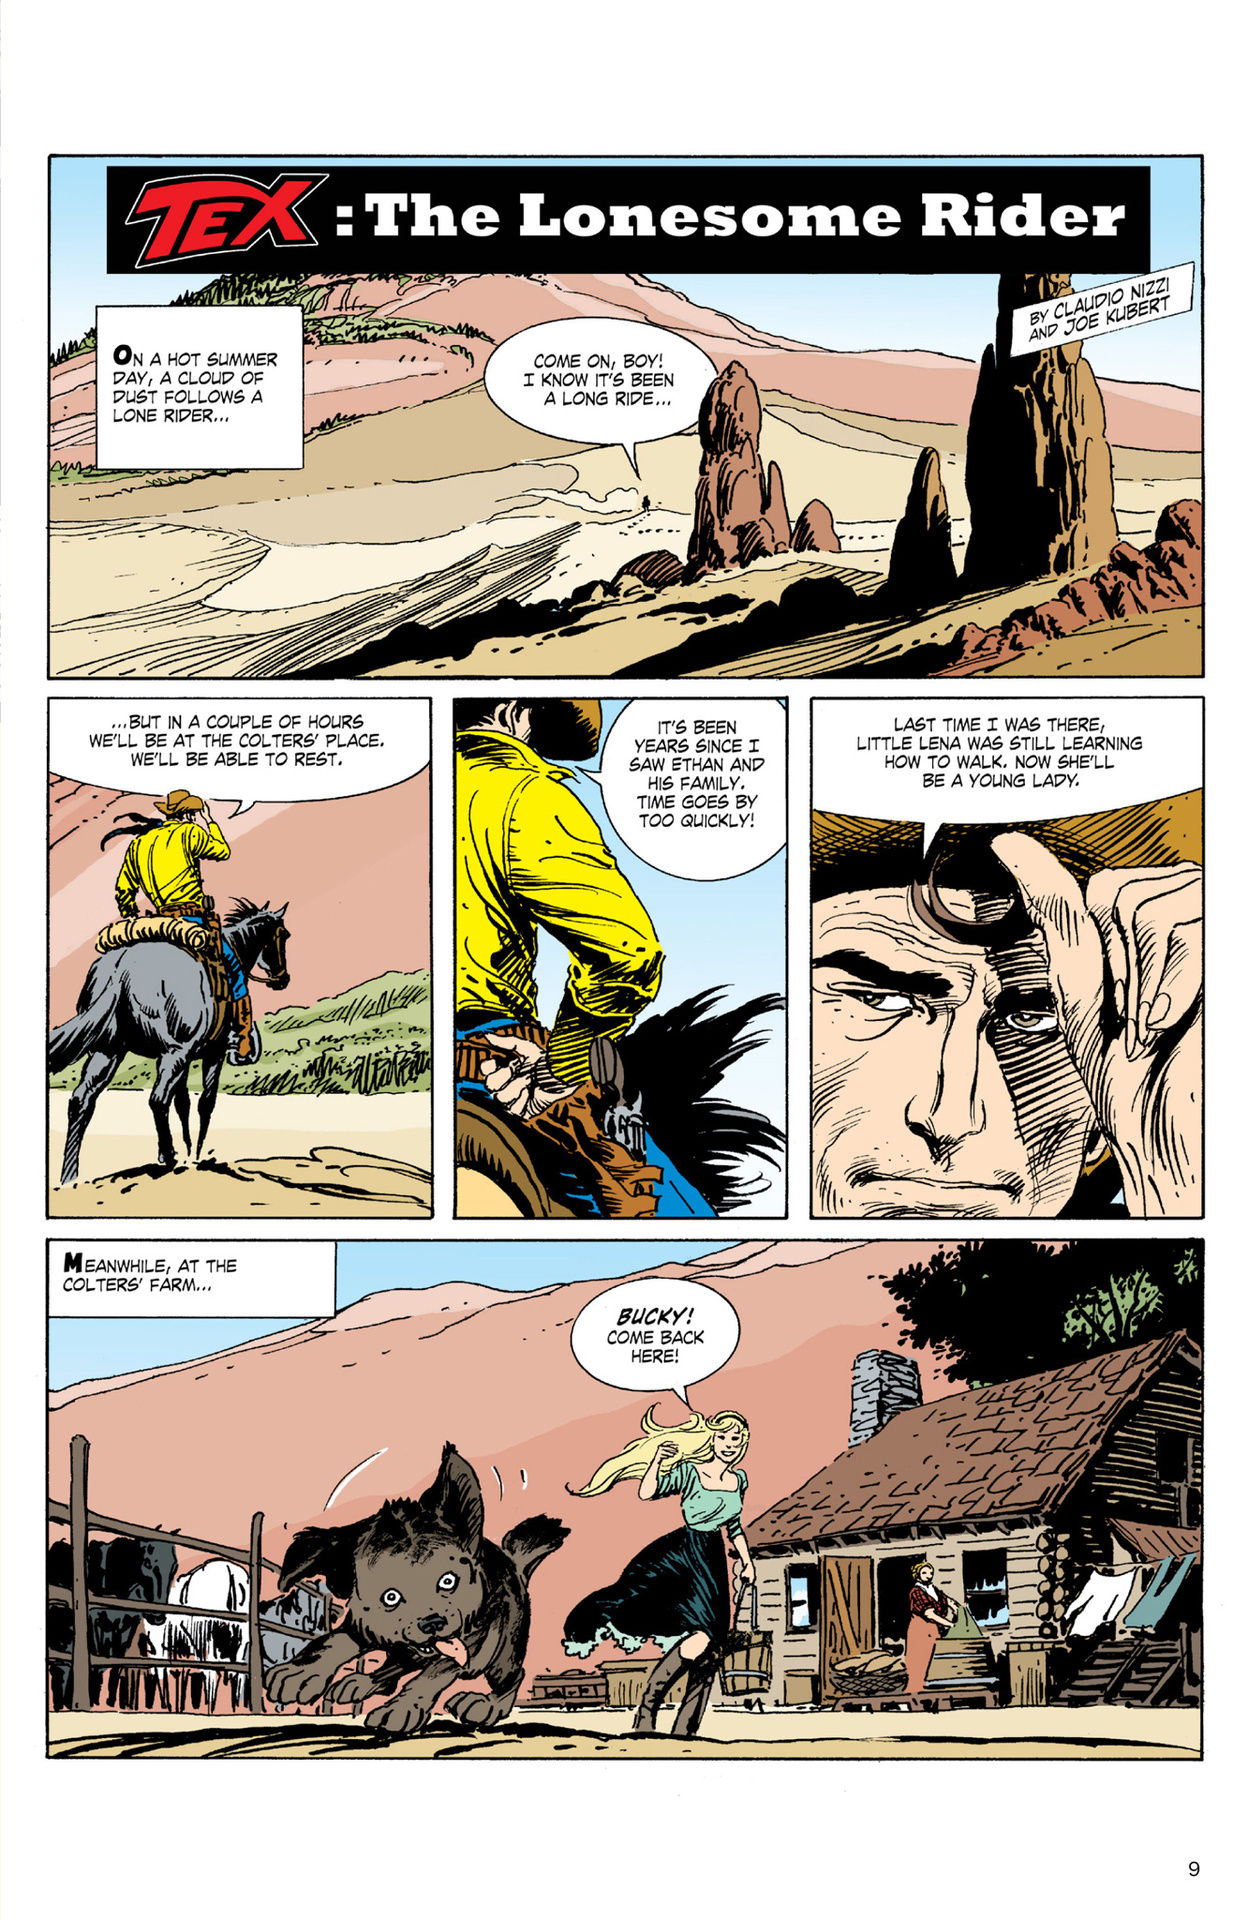 TEX: The Lonesome Rider
BY CLAUDIO NIZZI
AND JOE KUBERT
ON A HOT SUMMER
DAY, A CLOUD OF
DUST FOLLOWS A
LONE RIDER...
COME ON, BOY!
I KNOW IT'S BEEN
A LONG RIDE...
...BUT IN A COUPLE OF HOURS
WE'LL BE AT THE COLTERS' PLACE.
WE'LL BE ABLE TO REST.
IT'S BEEN
YEARS SINCE I
SAW ETHAN AND
HIS FAMILY.
TIME GOES BY
TOO QUICKLY!
LAST TIME I WAS THERE,
LITTLE LENA WAS STILL LEARNING
HOW TO WALK. NOW SHE'LL
BE A YOUNG LADY.
MEANWHILE, AT THE
COLTERS' FARM...
BUCKY!
COME BACK
HERE!
9